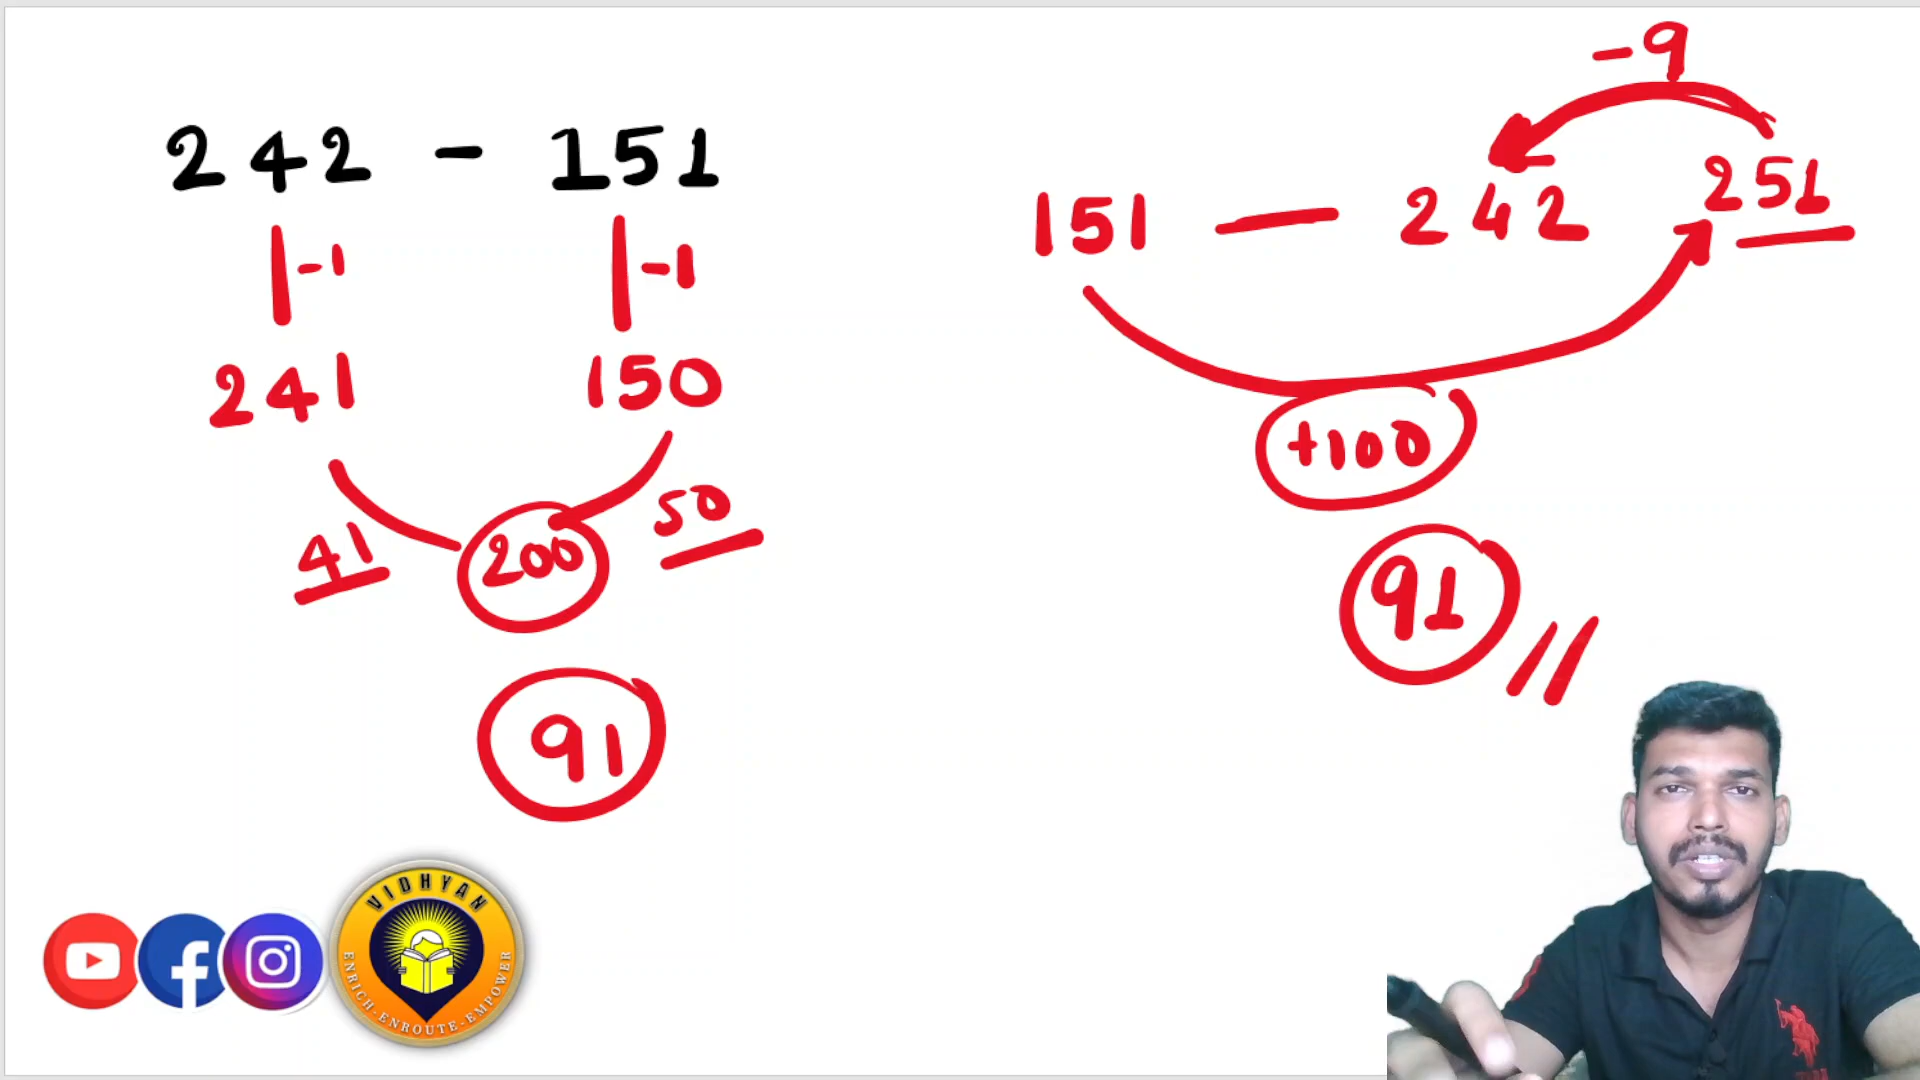 242 - 151
-1 -1
241 150
41 200 50
91
-9
151 — 242 251
+100
91
VIDHYAN
ENRICH-ENROUTE-EMPOWER